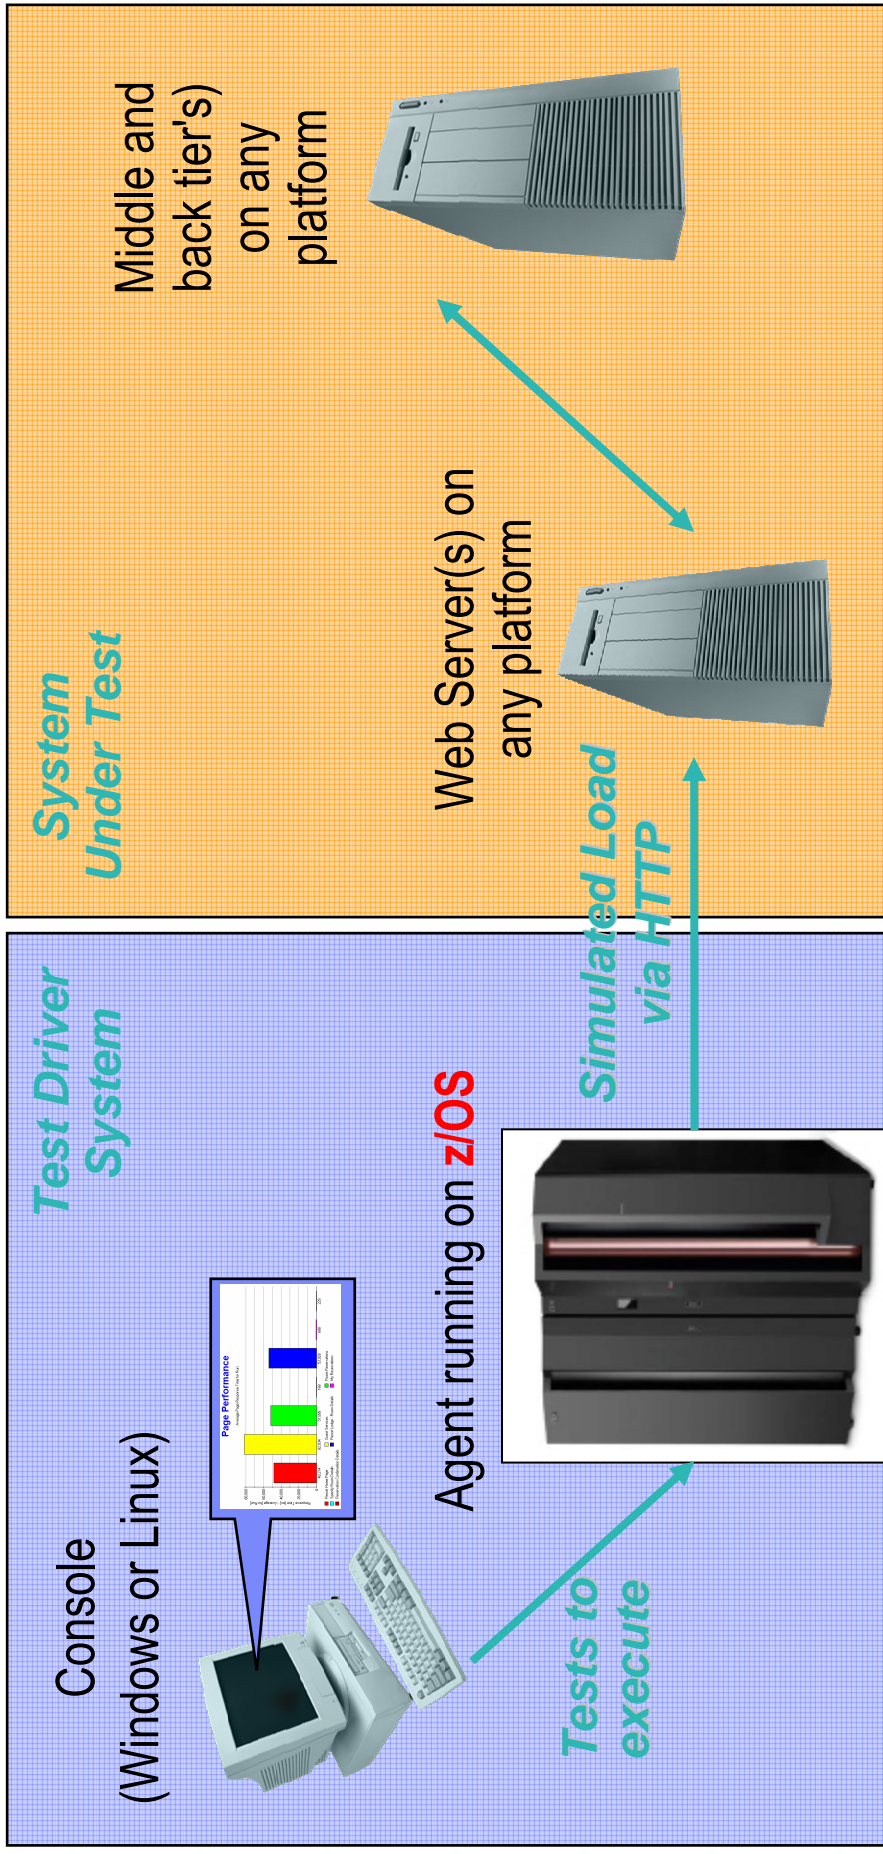 Test Driver
System
System
Under Test
Console
(Windows or Linux)
Page Performance
Agent running on z/OS
Tests to
execute
Simulated Load
via HTTP
Web Server(s) on
any platform
Middle and
back tier's)
on any
platform